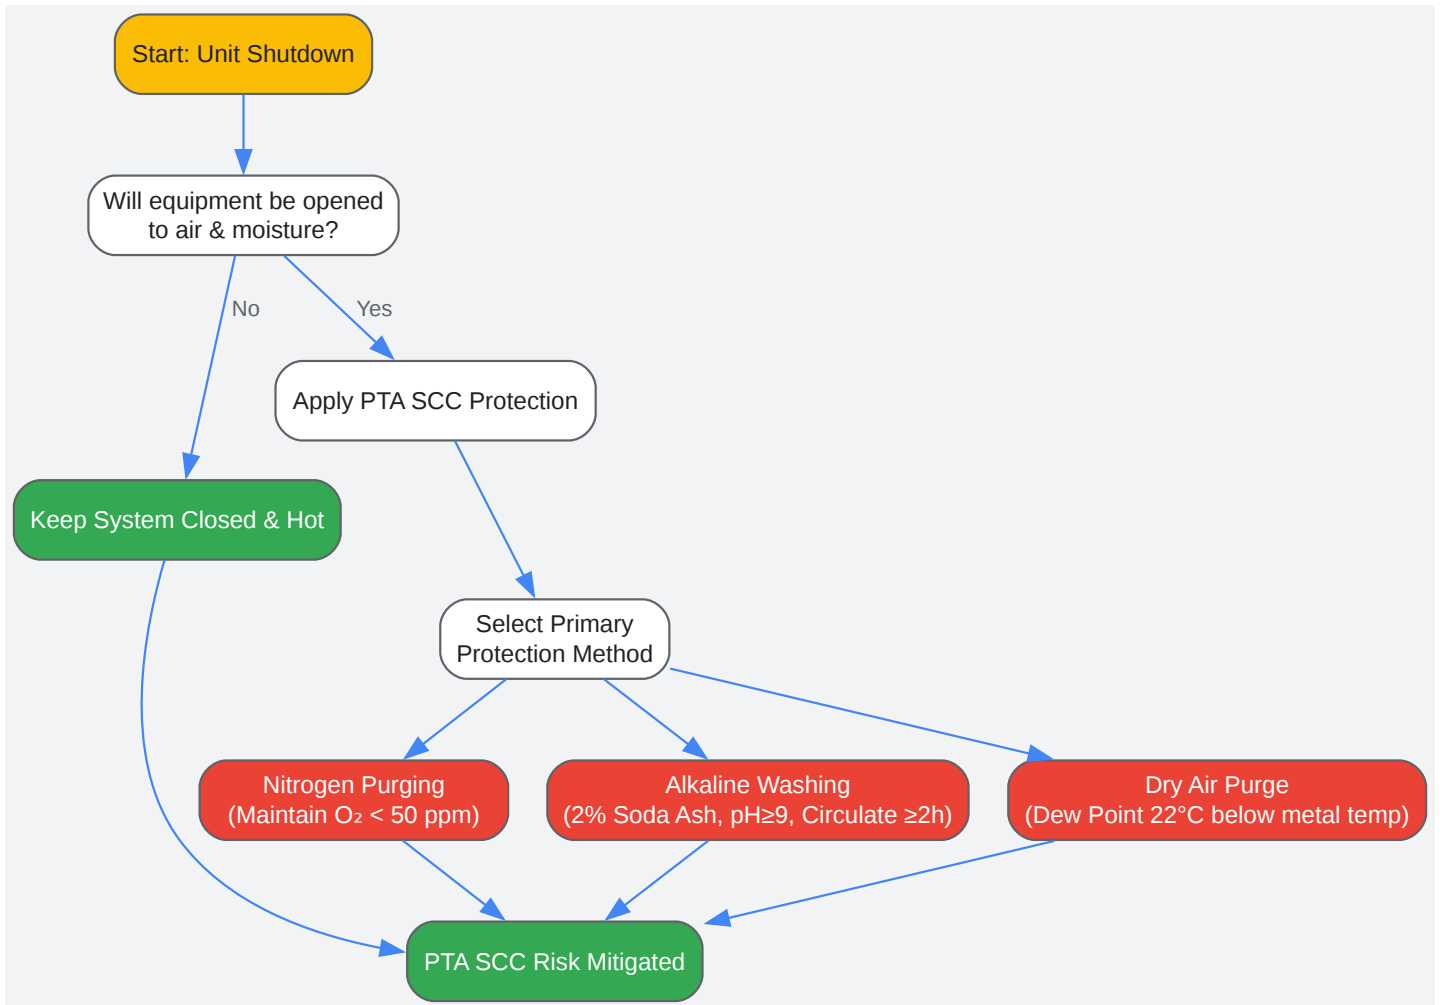 Start: Unit Shutdown
Will equipment be opened
to air & moisture?
No
Yes
Apply PTA SCC Protection
Keep System Closed & Hot
Select Primary
Protection Method
Nitrogen Purging
(Maintain O₂ < 50 ppm)
Alkaline Washing
(2% Soda Ash, pH≥9, Circulate ≥2h)
Dry Air Purge
(Dew Point 22°C below metal temp)
PTA SCC Risk Mitigated